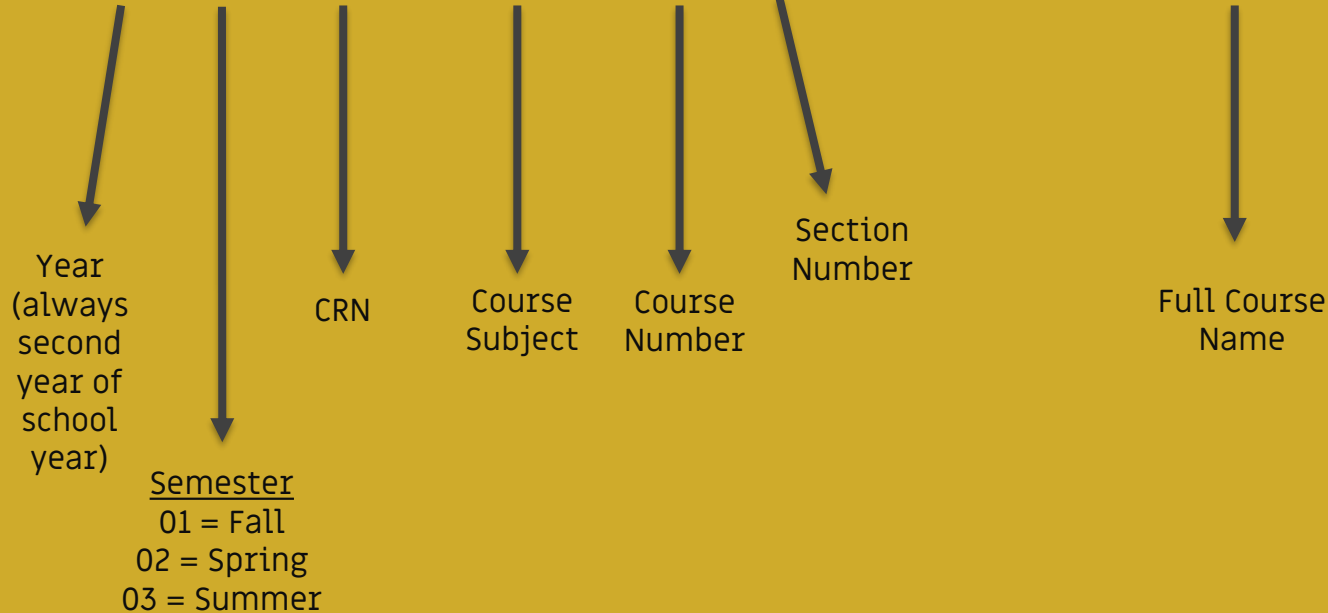 Year
(always
second
year of
school
year)
Semester
01 = Fall
02 = Spring
03 = Summer
CRN
Course
Subject
Course
Number
Section
Number
Full Course
Name